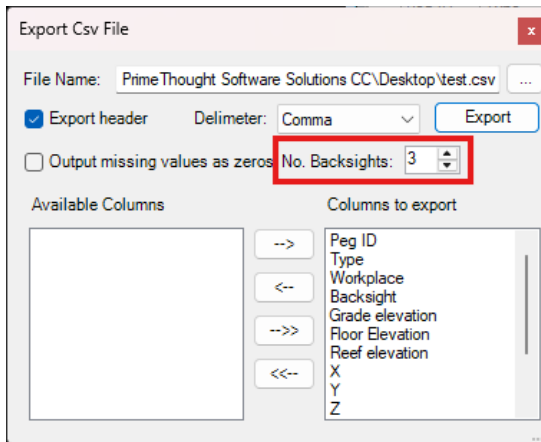 Export Csv File
x
File Name: PrimeThought Software Solutions CC\Desktop\test.csv ...
Export header Delimeter: Comma Export
Output missing values as zeros No. Backsights: 3
Available Columns Columns to export
-->
<--
-->>
<<--
Peg ID
Type
Workplace
Backsight
Grade elevation
Floor Elevation
Reef elevation
X
Y
Z